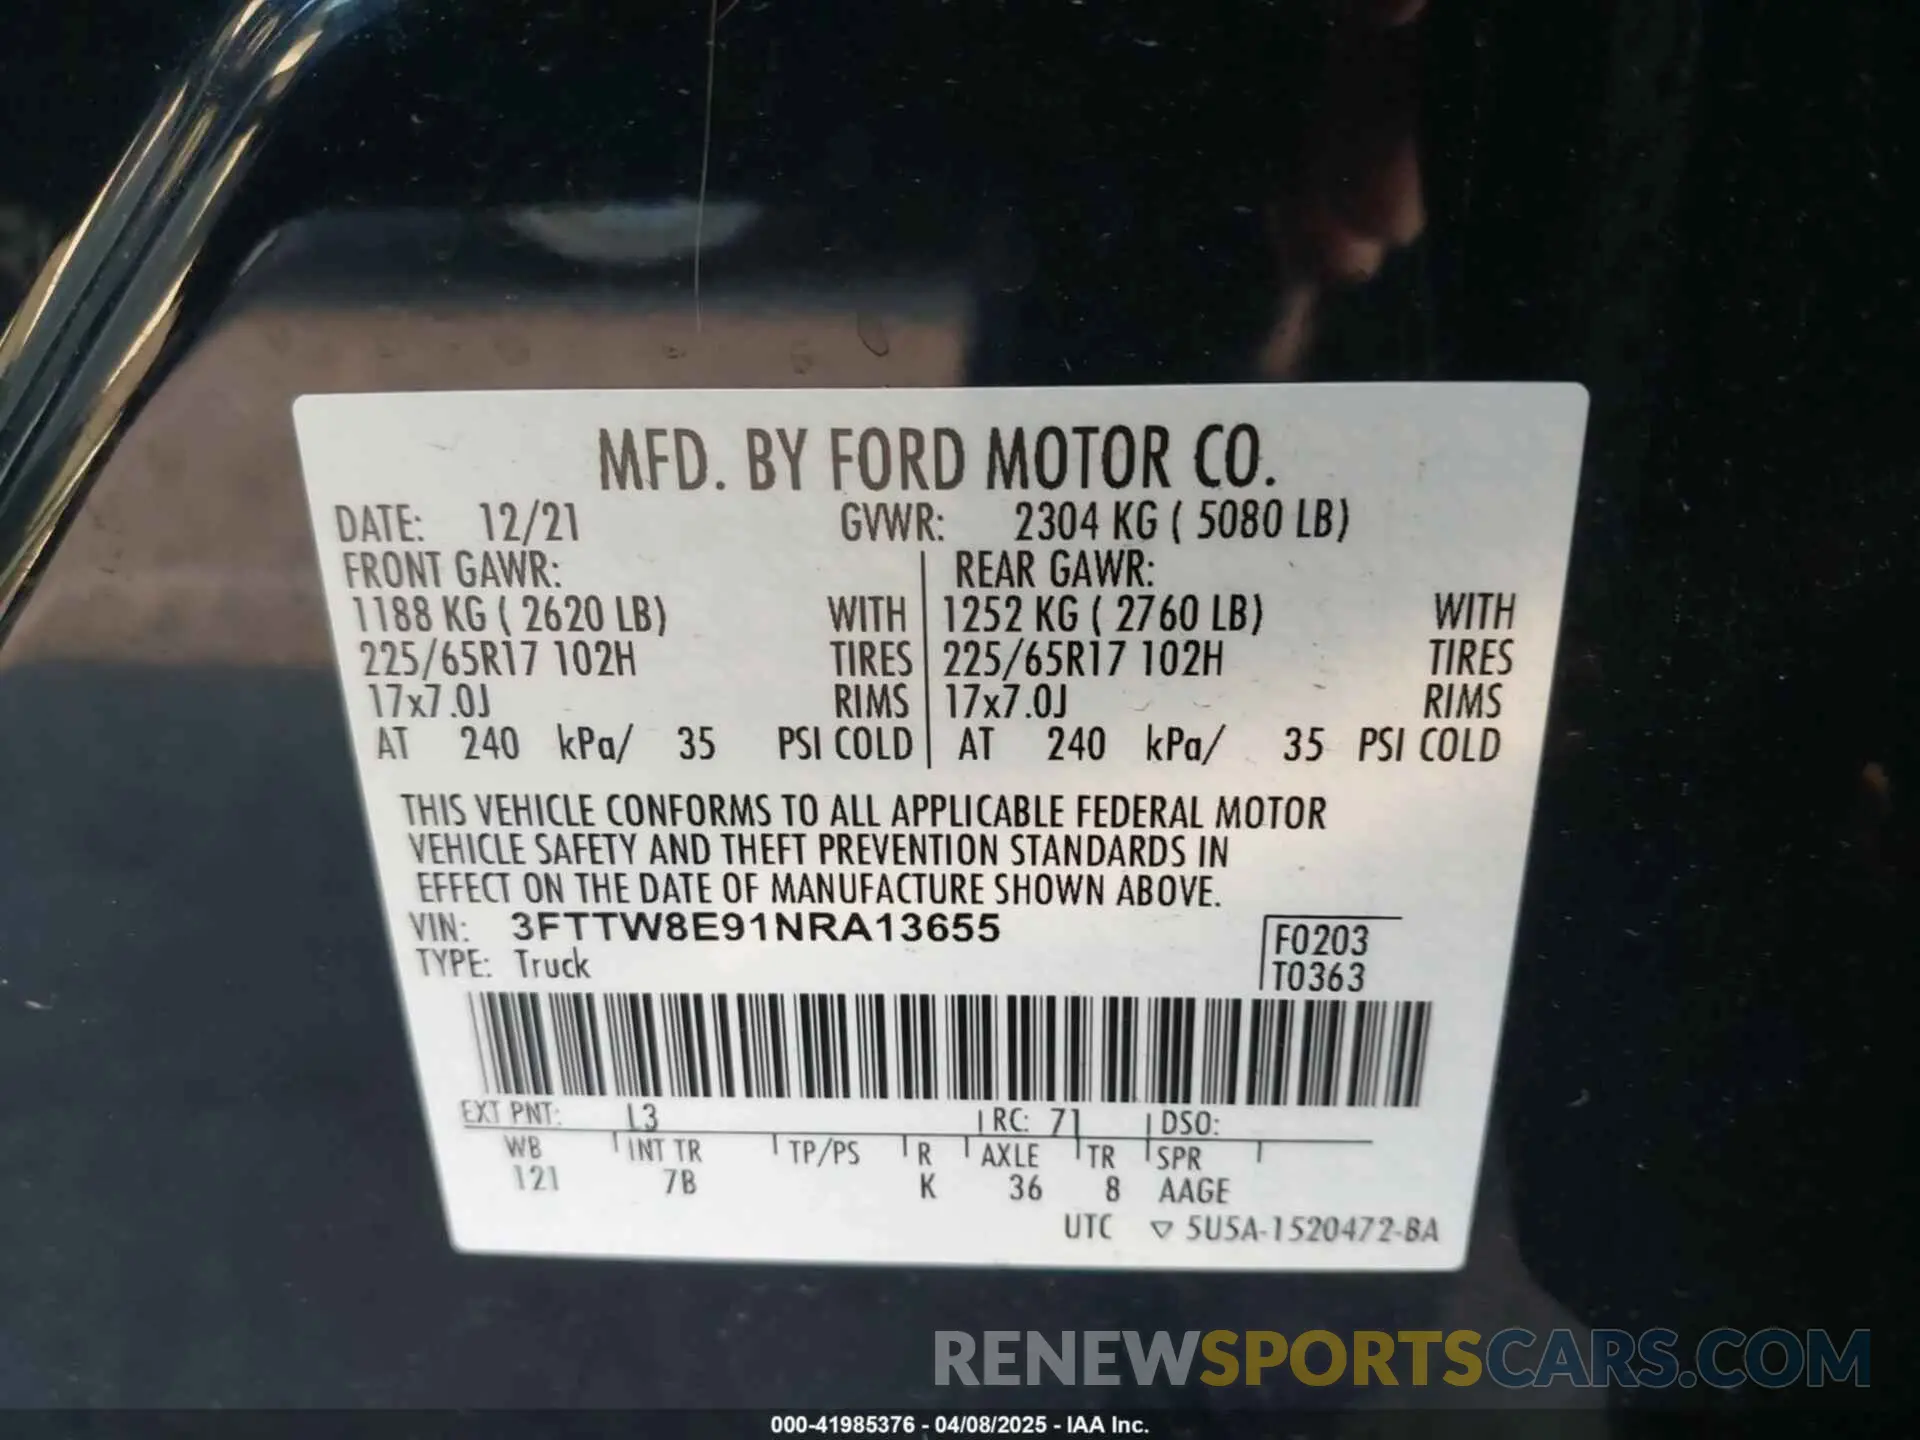 MFD. BY FORD MOTOR CO.
DATE: 12/21 GVWR: 2304 KG ( 5080 LB)
FRONT GAWR: REAR GAWR:
1188 KG ( 2620 LB) WITH 1252 KG ( 2760 LB) WITH
225/65R17 102H TIRES 225/65R17 102H TIRES
17x7.0J RIMS 17x7.0J RIMS
AT 240 kPa/ 35 PSI COLD AT 240 kPa/ 35 PSI COLD
THIS VEHICLE CONFORMS TO ALL APPLICABLE FEDERAL MOTOR
VEHICLE SAFETY AND THEFT PREVENTION STANDARDS IN
EFFECT ON THE DATE OF MANUFACTURE SHOWN ABOVE.
VIN: 3FTTW8E91NRA13655 F0203
TYPE: Truck T0363
EXT PNT: L3 RC: 71 DSO:
WB INT TR TP/PS R AXLE TR SPR
121 7B K 36 8 AAGE
UTC ▽ 5U5A-1520472-BA
RENEWSPORTSCARS.COM
000-41985376 - 04/08/2025 - IAA Inc.